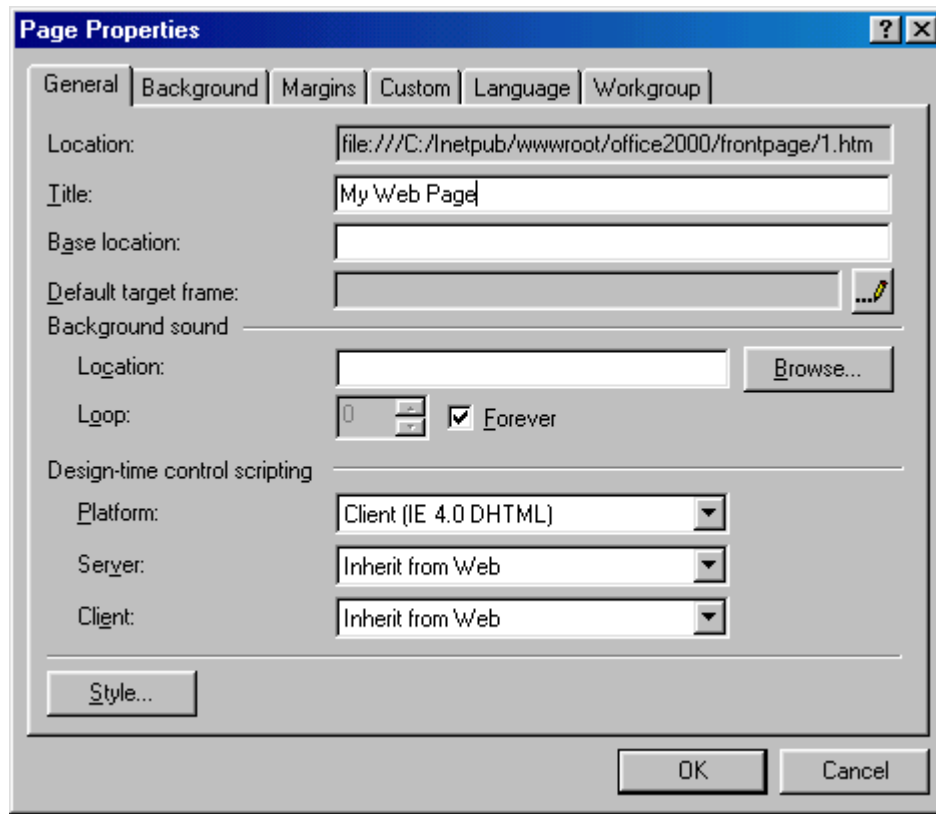 Page Properties
General Background Margins Custom Language Workgroup
Location: file:///C:/Inetpub/wwwroot/office2000/frontpage/1.htm
Title: My Web Page
Base location:
Default target frame: ...
Background sound
Location: Browse...
Loop: 0 Forever
Design-time control scripting
Platform: Client (IE 4.0 DHTML)
Server: Inherit from Web
Client: Inherit from Web
Style...
OK Cancel